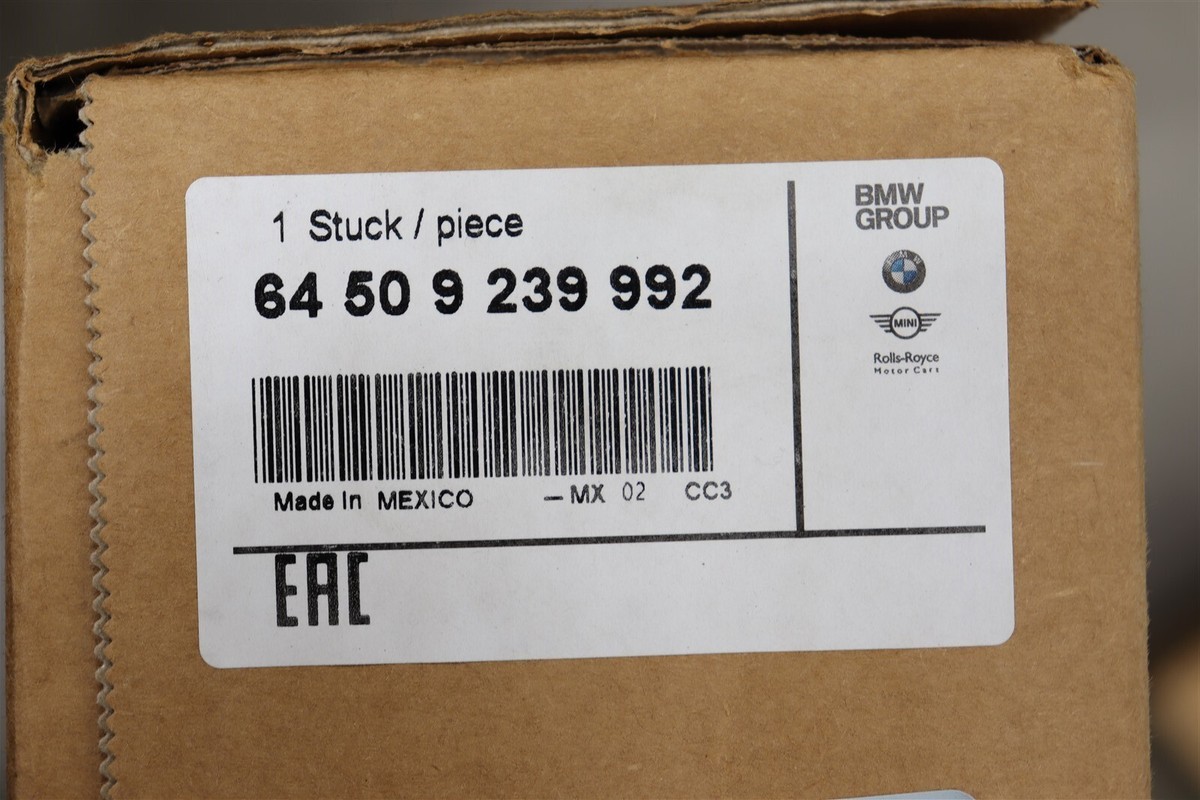 1 Stuck / piece
64 50 9 239 992
Made In MEXICO – MX 02 CC3
EAC
BMW
GROUP
BMW
MINI
Rolls-Royce
Motor Cars